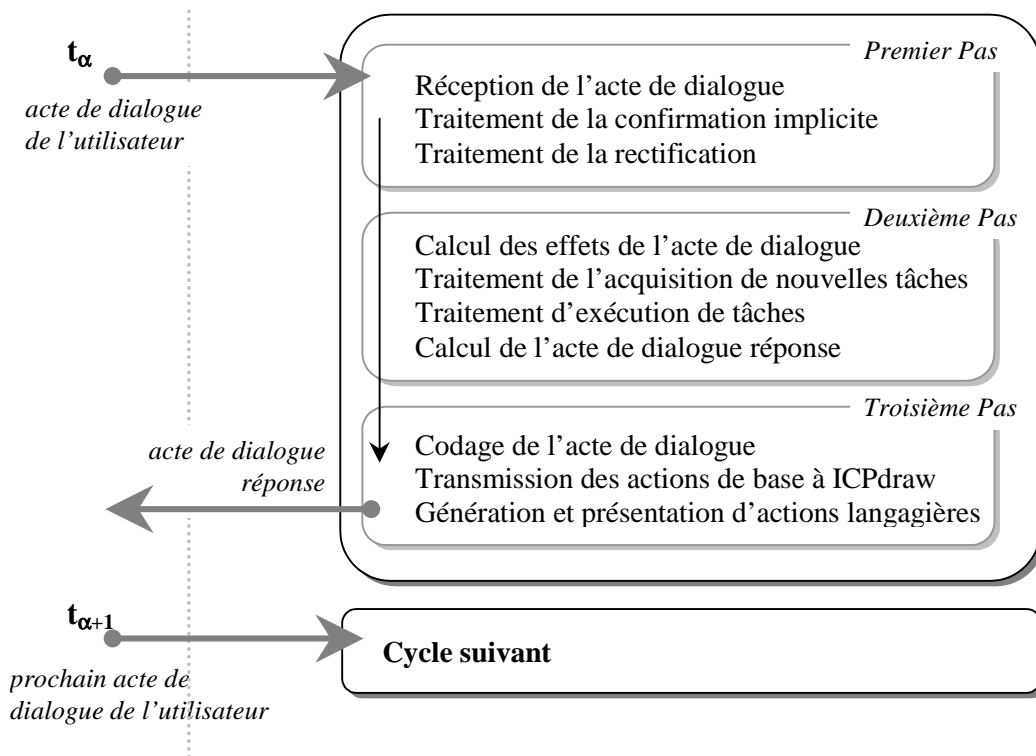 t_α
acte de dialogue
de l'utilisateur
Premier Pas
Réception de l'acte de dialogue
Traitement de la confirmation implicite
Traitement de la rectification
Deuxième Pas
Calcul des effets de l'acte de dialogue
Traitement de l'acquisition de nouvelles tâches
Traitement d'exécution de tâches
Calcul de l'acte de dialogue réponse
Troisième Pas
Codage de l'acte de dialogue
Transmission des actions de base à ICPdraw
Génération et présentation d'actions langagières
acte de dialogue
réponse
t_α+1
prochain acte de
dialogue de l'utilisateur
Cycle suivant